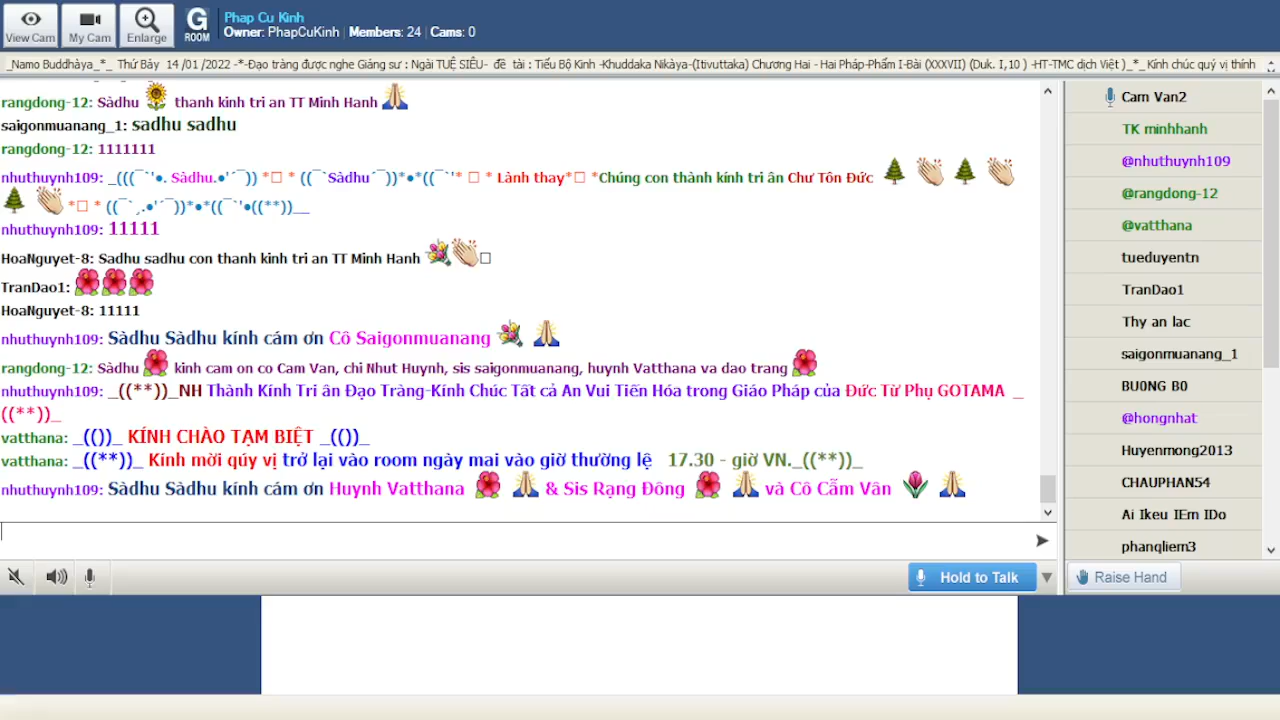 View Cam
My Cam
Enlarge
G
ROOM
Phap Cu Kinh
Owner: PhapCuKinh | Members: 24 | Cams: 0
_Namo Buddhàya_*_ Thứ Bảy 14 /01 /2022 -*-Đạo tràng được nghe Giảng sư : Ngài TUỆ SIÊU- đề tài : Tiểu Bộ Kinh -Khuddaka Nikàya-(Itivuttaka) Chương Hai - Hai Pháp-Phẩm I-Bài (XXXVII) (Duk. I,10 ) -HT-TMC dịch Việt )_*_Kính chúc quý vị thính
rangdong-12: Sàdhu 🌻 thanh kinh tri an TT Minh Hanh 🙏
saigonmuanang_1: sadhu sadhu
rangdong-12: 1111111
nhuthuynh109: _(((¯`'•. Sàdhu.•'´¯)) *□ * ((¯`Sàdhu´¯))*•*((¯`'* □ * Lành thay*□ *Chúng con thành kính tri ân Chư Tôn Đức 🌲 👏 🌲 👏
🌲 👏 *□ * ((¯`¸.•'´¯))*•*((¯`'•((**))__
nhuthuynh109: 11111
HoaNguyet-8: Sadhu sadhu con thanh kinh tri an TT Minh Hanh 💐👏□
TranDao1: 🌺🌺🌺
HoaNguyet-8: 11111
nhuthuynh109: Sàdhu Sàdhu kính cám ơn Cô Saigonmuanang 💐 🙏
rangdong-12: Sàdhu 🌺 kinh cam on co Cam Van, chi Nhut Huynh, sis saigonmuanang, huynh Vatthana va dao trang 🌺
nhuthuynh109: _((**))_NH Thành Kính Tri ân Đạo Tràng-Kính Chúc Tất cả An Vui Tiến Hóa trong Giáo Pháp của Đức Từ Phụ GOTAMA _
((**))_
vatthana: _(())_ KÍNH CHÀO TẠM BIỆT _(())_
vatthana: _((**))_ Kính mời qúy vị trở lại vào room ngày mai vào giờ thường lệ 17.30 - giờ VN._((**))_
nhuthuynh109: Sàdhu Sàdhu kính cám ơn Huynh Vatthana 🌺 🙏 & Sis Rạng Đông 🌺 🙏 và Cô Cẩm Vân 🌷 🙏
Hold to Talk
Cam Van2
TK minhhanh
@nhuthuynh109
@rangdong-12
@vatthana
tueduyentn
TranDao1
Thy an lac
saigonmuanang_1
BU0NG B0
@hongnhat
Huyenmong2013
CHAUPHAN54
Ai Ikeu IEm IDo
phanqliem3
Raise Hand